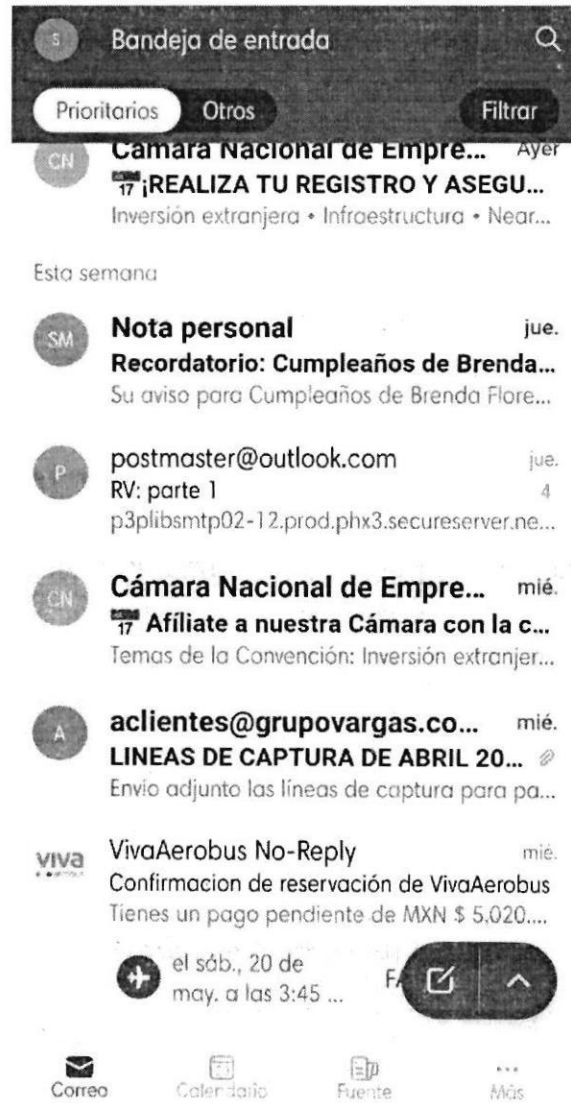 S Bandeja de entrada
Prioritarios Otros Filtrar
CN Cámara Nacional de Empre... Ayer
17 ¡REALIZA TU REGISTRO Y ASEGU...
Inversión extranjera • Infraestructura • Near...
Esta semana
SM Nota personal jue.
Recordatorio: Cumpleaños de Brenda...
Su aviso para Cumpleaños de Brenda Flore...
P postmaster@outlook.com jue.
RV: parte 1 4
p3plibsmtp02-12.prod.phx3.secureserver.ne...
CN Cámara Nacional de Empre... mié.
17 Afíliate a nuestra Cámara con la c...
Temas de la Convención: Inversión extranjer...
A aclientes@grupovargas.co... mié.
LINEAS DE CAPTURA DE ABRIL 20...
Envio adjunto las líneas de captura para pa...
viva VivaAerobus No-Reply mié.
Confirmacion de reservación de VivaAerobus
Tienes un pago pendiente de MXN $ 5,020....
el sáb., 20 de
may. a las 3:45 ...
Correo Calendario Fuente Más